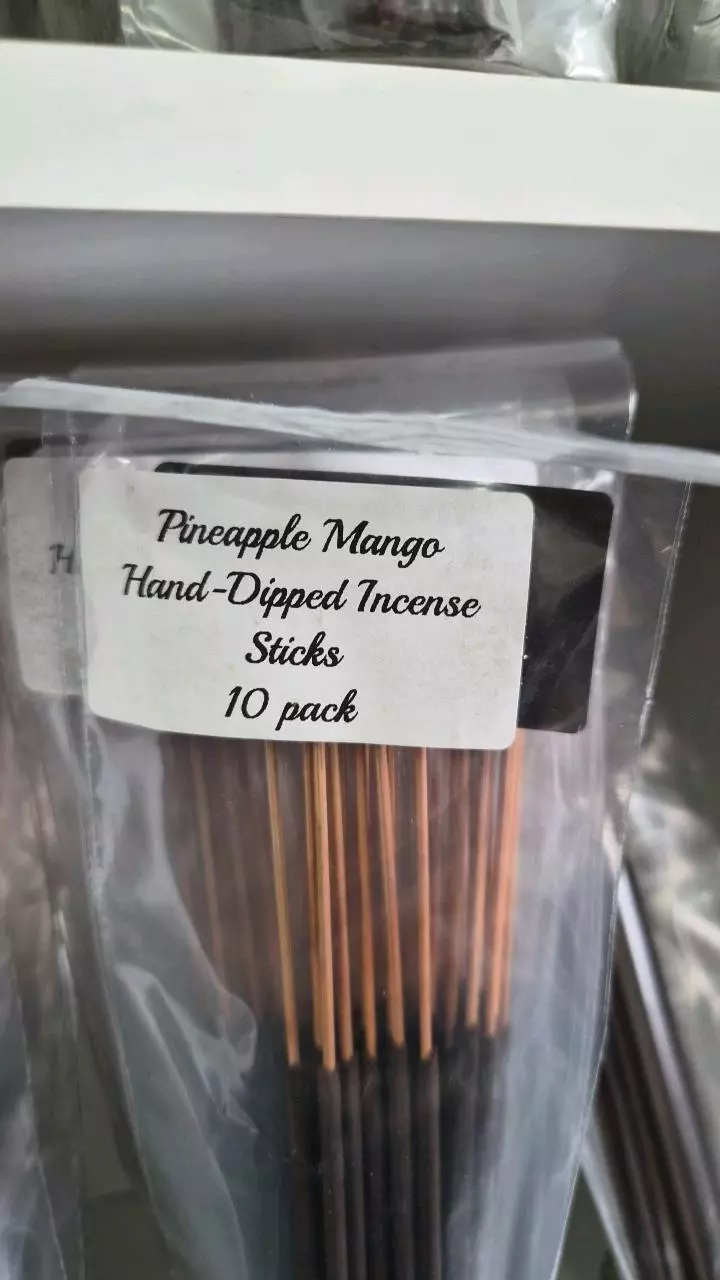 Pineapple Mango
Hand-Dipped Incense
Sticks
10 pack
H